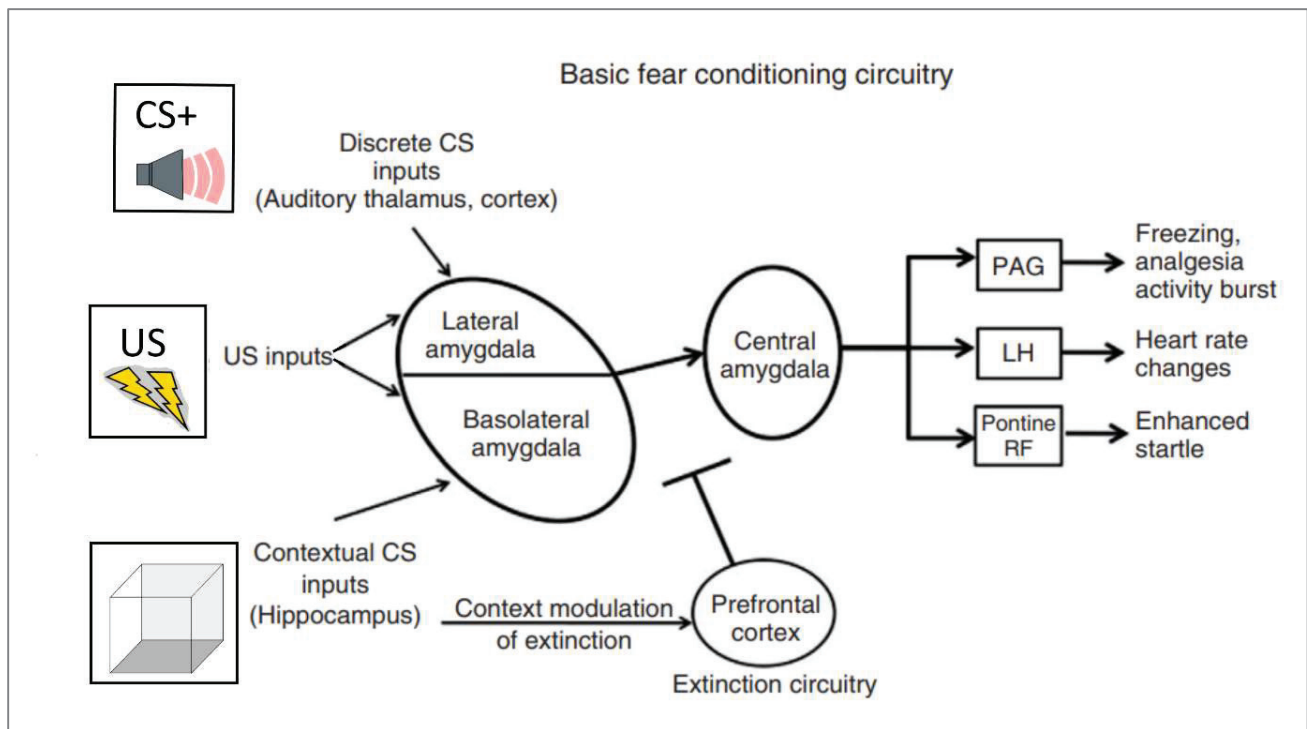 Basic fear conditioning circuitry
CS+
Discrete CS
inputs
(Auditory thalamus, cortex)
US
US inputs
Lateral
amygdala
Basolateral
amygdala
Central
amygdala
PAG
Freezing,
analgesia
activity burst
LH
Heart rate
changes
Pontine
RF
Enhanced
startle
Contextual CS
inputs
(Hippocampus)
Context modulation
of extinction
Prefrontal
cortex
Extinction circuitry